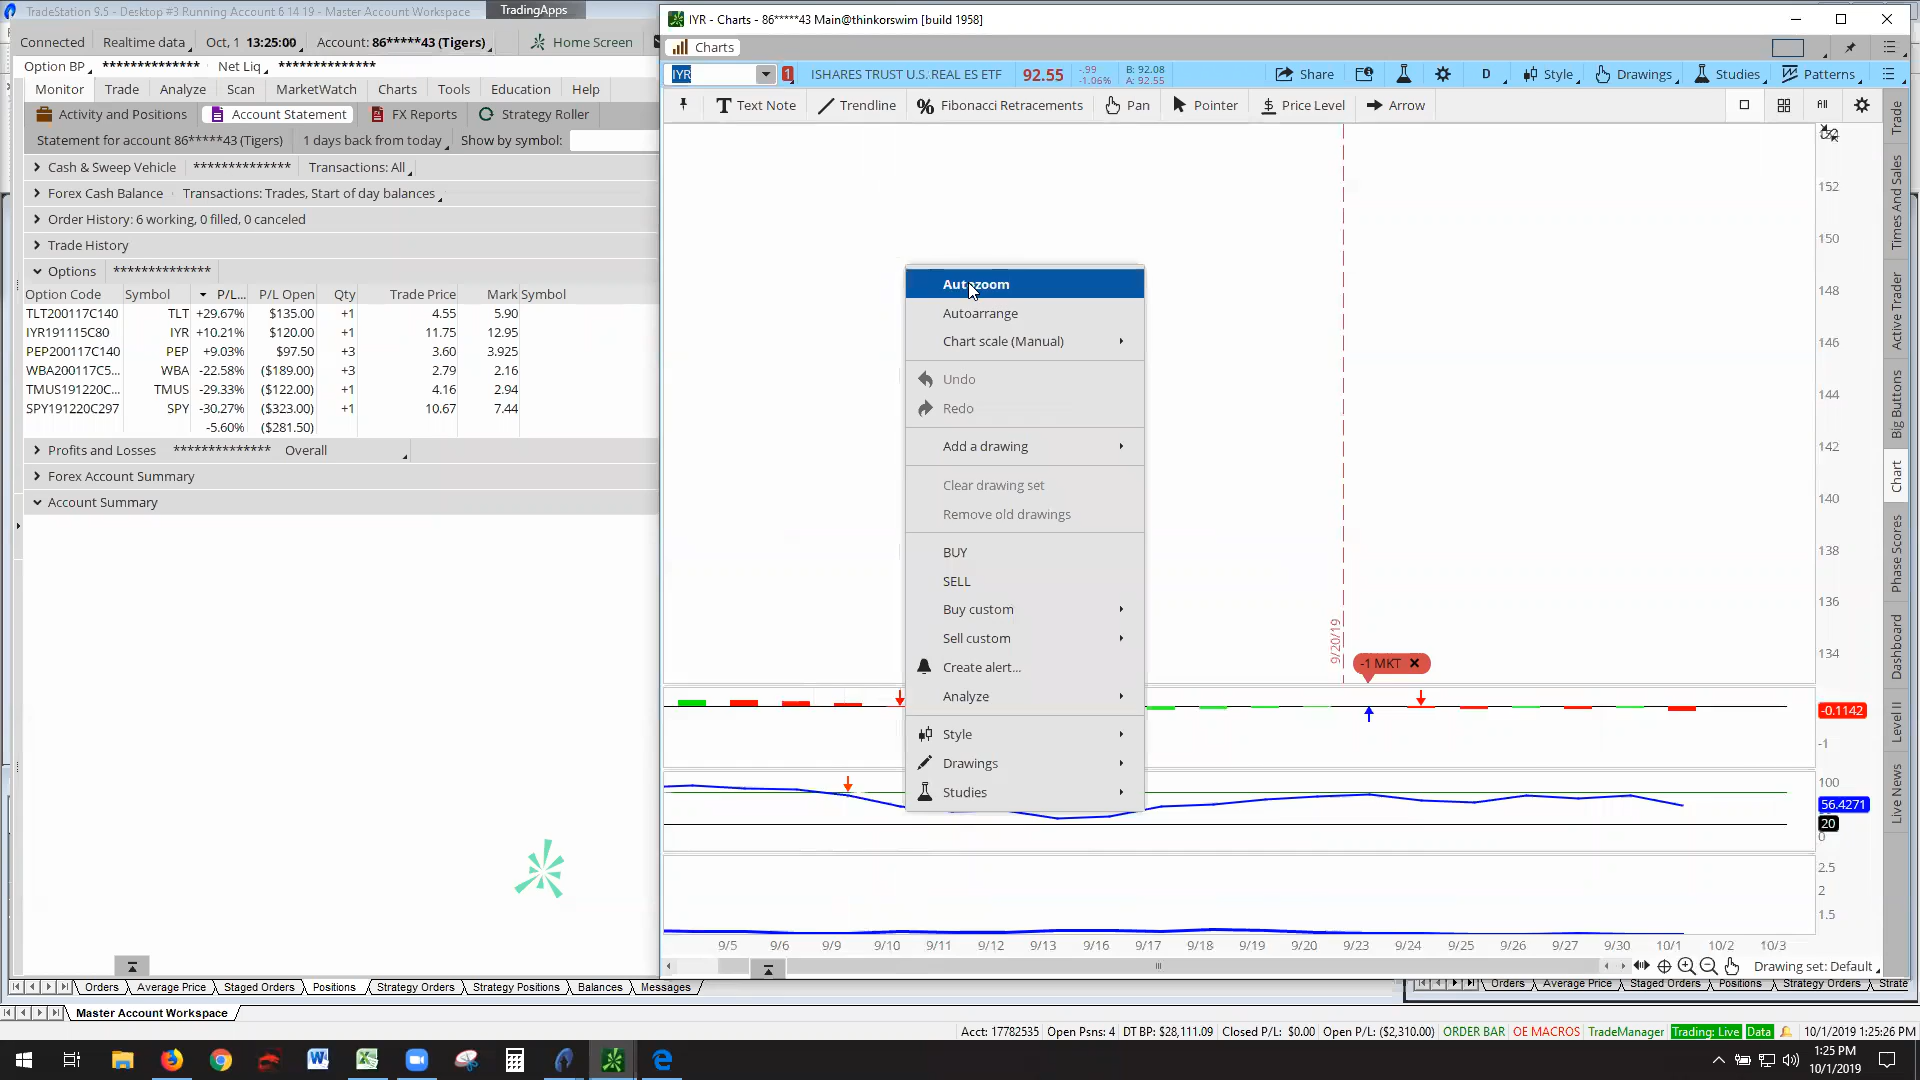 TradeStation 9.5 - Desktop #3 Running Account 6 14 19 - Master Account Workspace
TradingApps
IYR - Charts - 86*****43 Main@thinkorswim [build 1958]
Connected
Realtime data
Oct, 1 13:25:00
Account: 86*****43 (Tigers)
Home Screen
Charts
Option BP
**************
Net Liq
**************
IYR
1
ISHARES TRUST U.S. REAL ES ETF
92.55
-.99
-1.06%
B: 92.08
A: 92.55
Share
D
Style
Drawings
Studies
Patterns
Monitor
Trade
Analyze
Scan
MarketWatch
Charts
Tools
Education
Help
Text Note
Trendline
Fibonacci Retracements
Pan
Pointer
Price Level
Arrow
All
Activity and Positions
Account Statement
FX Reports
Strategy Roller
Statement for account 86*****43 (Tigers)
1 days back from today
Show by symbol:
Cash & Sweep Vehicle
**************
Transactions: All
Forex Cash Balance
Transactions: Trades, Start of day balances
Order History: 6 working, 0 filled, 0 canceled
Trade History
Options
**************
Option Code Symbol P/L... P/L Open Qty Trade Price Mark Symbol
TLT200117C140 TLT +29.67% $135.00 +1 4.55 5.90
IYR191115C80 IYR +10.21% $120.00 +1 11.75 12.95
PEP200117C140 PEP +9.03% $97.50 +3 3.60 3.925
WBA200117C5... WBA -22.58% ($189.00) +3 2.79 2.16
TMUS191220C... TMUS -29.33% ($122.00) +1 4.16 2.94
SPY191220C297 SPY -30.27% ($323.00) +1 10.67 7.44
-5.60% ($281.50)
Profits and Losses
**************
Overall
Forex Account Summary
Account Summary
Autozoom
Autoarrange
Chart scale (Manual)
Undo
Redo
Add a drawing
Clear drawing set
Remove old drawings
BUY
SELL
Buy custom
Sell custom
Create alert...
Analyze
Style
Drawings
Studies
9/20/19
-1 MKT
152
150
148
146
144
142
140
138
136
134
-0.1142
-1
100
56.4271
20
0
2.5
2
1.5
9/5 9/6 9/9 9/10 9/11 9/12 9/13 9/16 9/17 9/18 9/19 9/20 9/23 9/24 9/25 9/26 9/27 9/30 10/1 10/2 10/3
Drawing set: Default
Trade
Times And Sales
Active Trader
Big Buttons
Chart
Phase Scores
Dashboard
Level II
Live News
Orders
Average Price
Staged Orders
Positions
Strategy Orders
Strategy Positions
Balances
Messages
Orders
Average Price
Staged Orders
Positions
Strategy Orders
Strate
Master Account Workspace
Acct: 17782535
Open Psns: 4
DT BP: $28,111.09
Closed P/L: $0.00
Open P/L: ($2,310.00)
ORDER BAR
OE MACROS
TradeManager
Trading: Live
Data
10/1/2019 1:25:26 PM
1:25 PM
10/1/2019